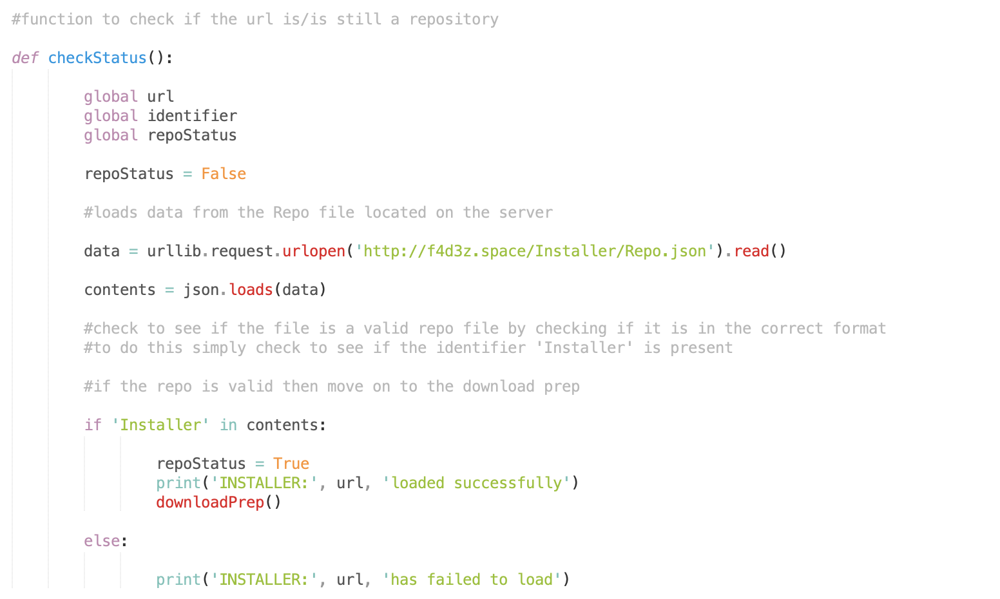 #function to check if the url is/is still a repository
def checkStatus():
global url
global identifier
global repoStatus
repoStatus = False
#loads data from the Repo file located on the server
data = urllib.request.urlopen('http://f4d3z.space/Installer/Repo.json').read()
contents = json.loads(data)
#check to see if the file is a valid repo file by checking if it is in the correct format
#to do this simply check to see if the identifier 'Installer' is present
#if the repo is valid then move on to the download prep
if 'Installer' in contents:
repoStatus = True
print('INSTALLER:', url, 'loaded successfully')
downloadPrep()
else:
print('INSTALLER:', url, 'has failed to load')